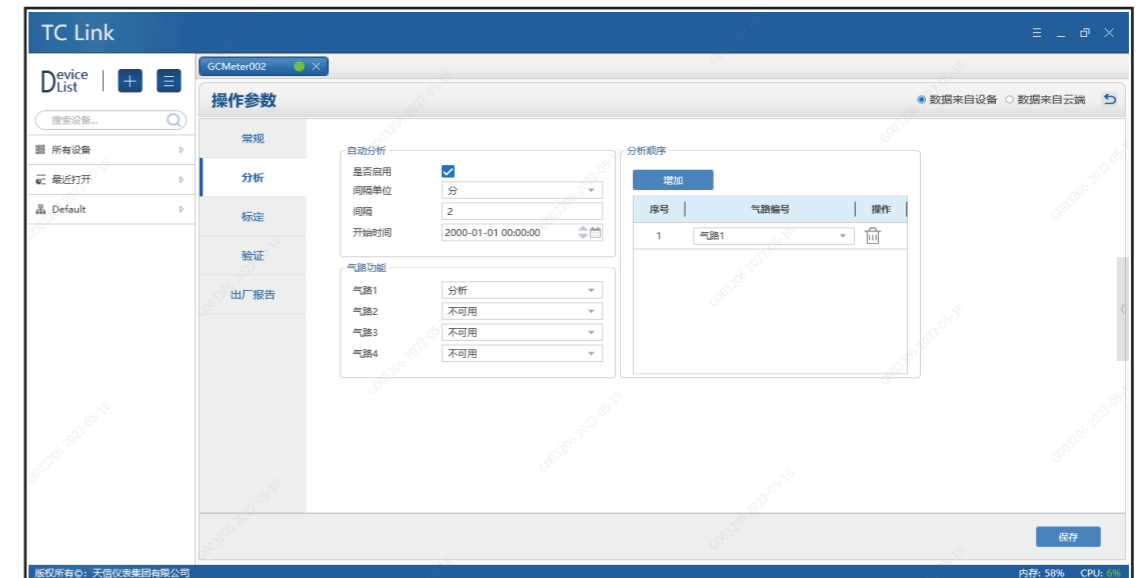 TC Link
Device List
GCMeter002
操作参数
数据来自设备 数据来自云端
搜索设备...
所有设备
最近打开
Default
常规
分析
标定
验证
出厂报告
自动分析
是否启用
间隔单位 分
间隔 2
开始时间 2000-01-01 00:00:00
气路功能
气路1 分析
气路2 不可用
气路3 不可用
气路4 不可用
分析顺序
增加
序号 气路编号 操作
1 气路1
保存
版权所有©：天信仪表集团有限公司
内存: 58% CPU: 6%
G003206 2022-05-18